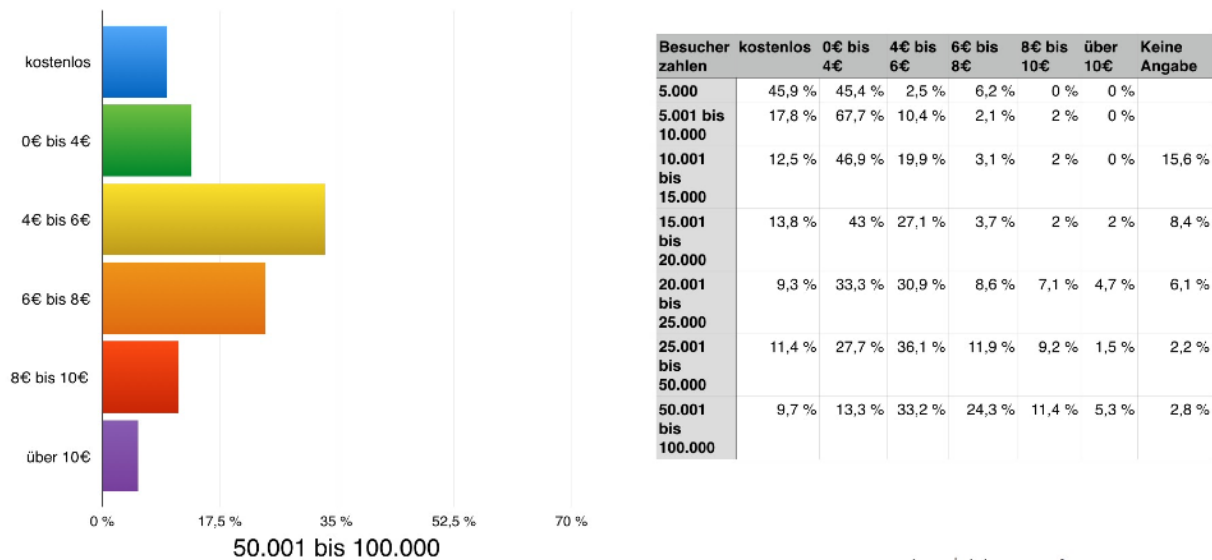 kostenlos
0€ bis 4€
4€ bis 6€
6€ bis 8€
8€ bis 10€
über 10€
0 % 17,5 % 35 % 52,5 % 70 %
50.001 bis 100.000
Besucher kostenlos 0€ bis 4€ bis 6€ bis 8€ bis über Keine
zahlen 4€ 6€ 8€ 10€ 10€ Angabe
5.000 45,9 % 45,4 % 2,5 % 6,2 % 0 % 0 %
5.001 bis 17,8 % 67,7 % 10,4 % 2,1 % 2 % 0 %
10.000
10.001 12,5 % 46,9 % 19,9 % 3,1 % 2 % 0 % 15,6 %
bis
15.000
15.001 13,8 % 43 % 27,1 % 3,7 % 2 % 2 % 8,4 %
bis
20.000
20.001 9,3 % 33,3 % 30,9 % 8,6 % 7,1 % 4,7 % 6,1 %
bis
25.000
25.001 11,4 % 27,7 % 36,1 % 11,9 % 9,2 % 1,5 % 2,2 %
bis
50.000
50.001 9,7 % 13,3 % 33,2 % 24,3 % 11,4 % 5,3 % 2,8 %
bis
100.000